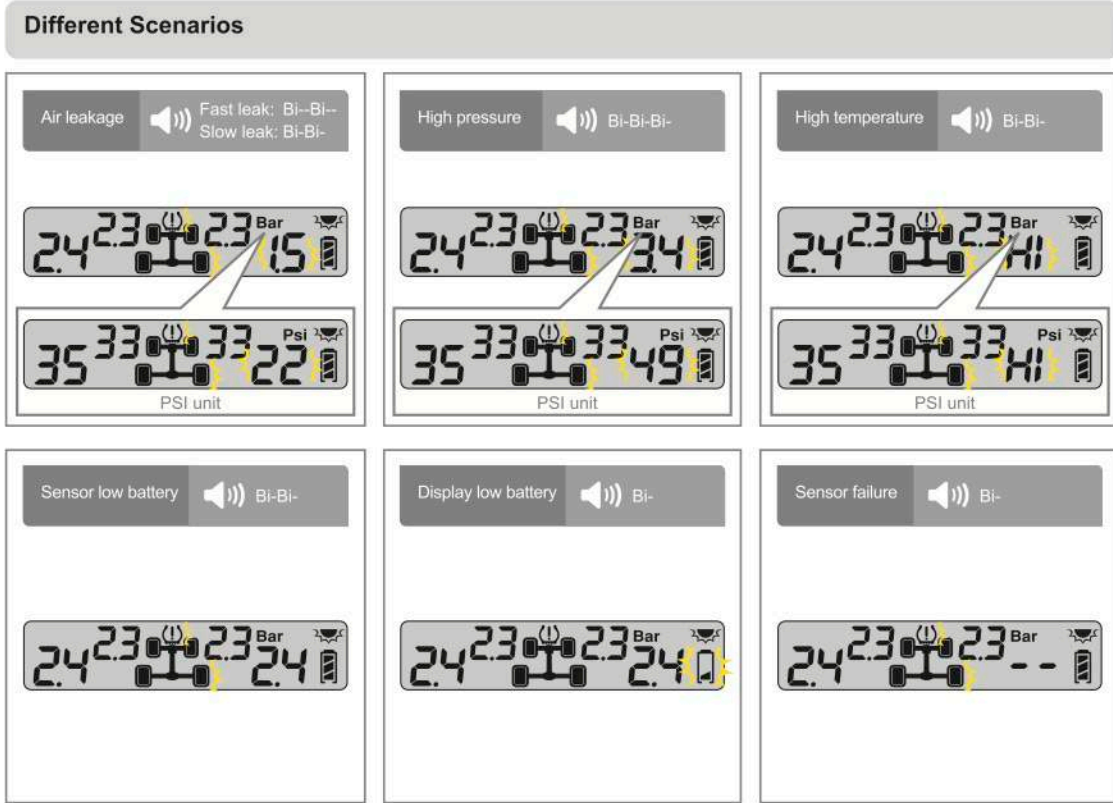 Different Scenarios
Air leakage
Fast leak: Bi--Bi--
Slow leak: Bi-Bi-
2.4 2.3 2.3 Bar 1.5
35 33 33 Psi 22
PSI unit
High pressure
Bi-Bi-Bi-
2.4 2.3 2.3 Bar 3.4
35 33 33 Psi 49
PSI unit
High temperature
Bi-Bi-
2.4 2.3 2.3 Bar HI
35 33 33 Psi HI
PSI unit
Sensor low battery
Bi-Bi-
2.4 2.3 2.3 Bar 2.4
Display low battery
Bi-
2.4 2.3 2.3 Bar 2.4
Sensor failure
Bi-
2.4 2.3 2.3 Bar --